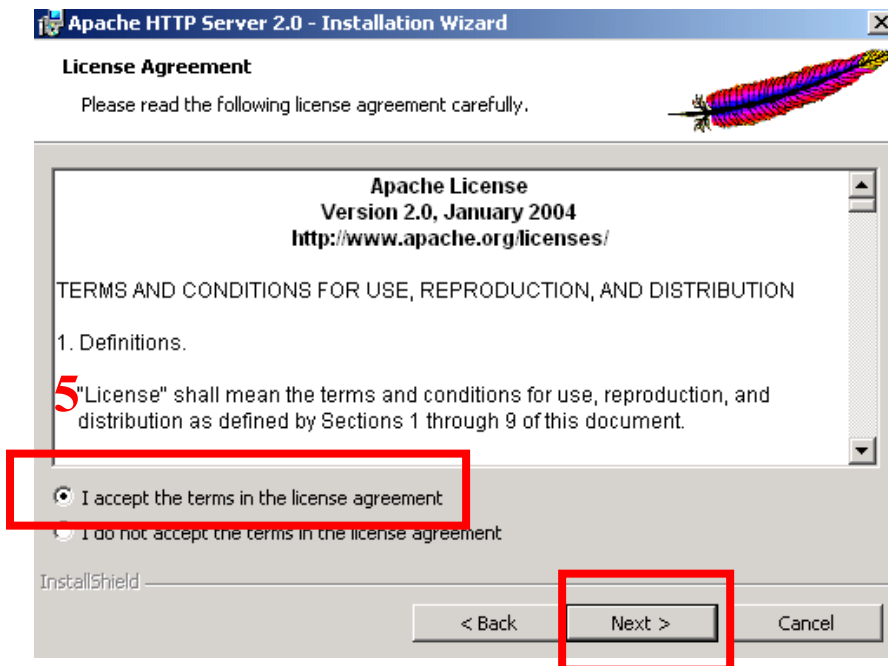 Apache HTTP Server 2.0 - Installation Wizard
License Agreement
Please read the following license agreement carefully.
Apache License
Version 2.0, January 2004
http://www.apache.org/licenses/
TERMS AND CONDITIONS FOR USE, REPRODUCTION, AND DISTRIBUTION
1. Definitions.
5
"License" shall mean the terms and conditions for use, reproduction, and
distribution as defined by Sections 1 through 9 of this document.
I accept the terms in the license agreement
I do not accept the terms in the license agreement
InstallShield
< Back
Next >
Cancel